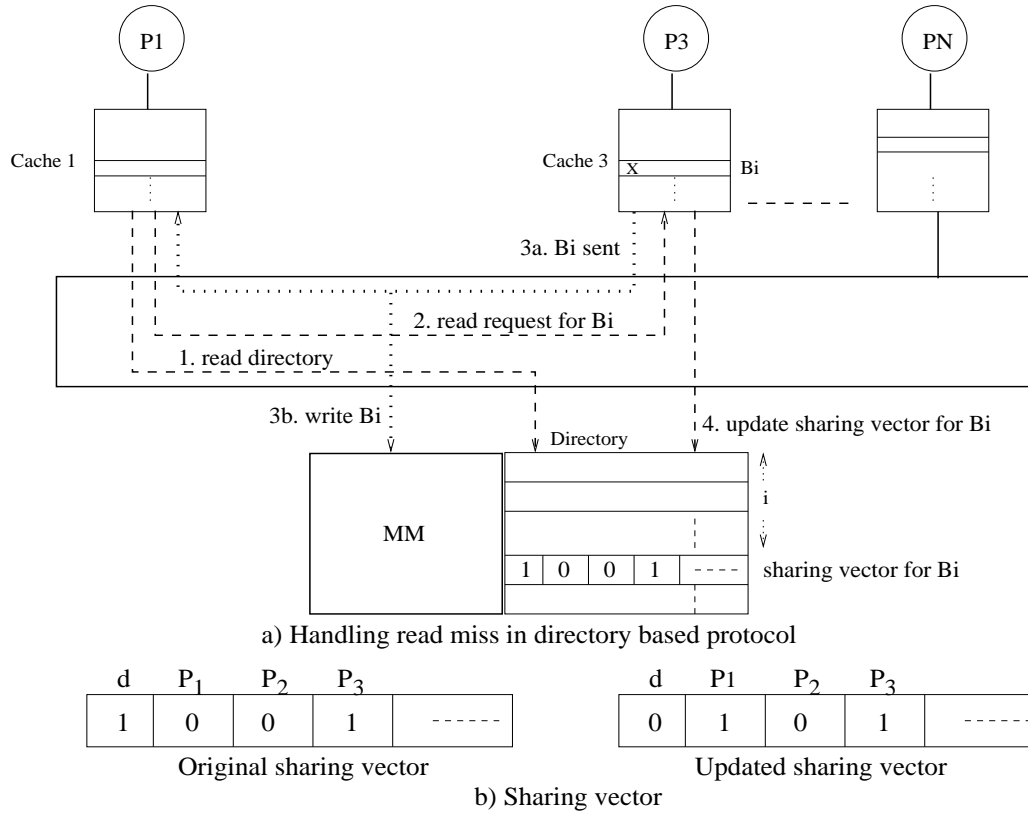 P1
P3
PN
Cache 1
Cache 3
X
Bi
3a. Bi sent
2. read request for Bi
1. read directory
3b. write Bi
4. update sharing vector for Bi
Directory
i
MM
1 0 0 1
sharing vector for Bi
a) Handling read miss in directory based protocol
d P1 P2 P3
1 0 0 1
Original sharing vector
d P1 P2 P3
0 1 0 1
Updated sharing vector
b) Sharing vector